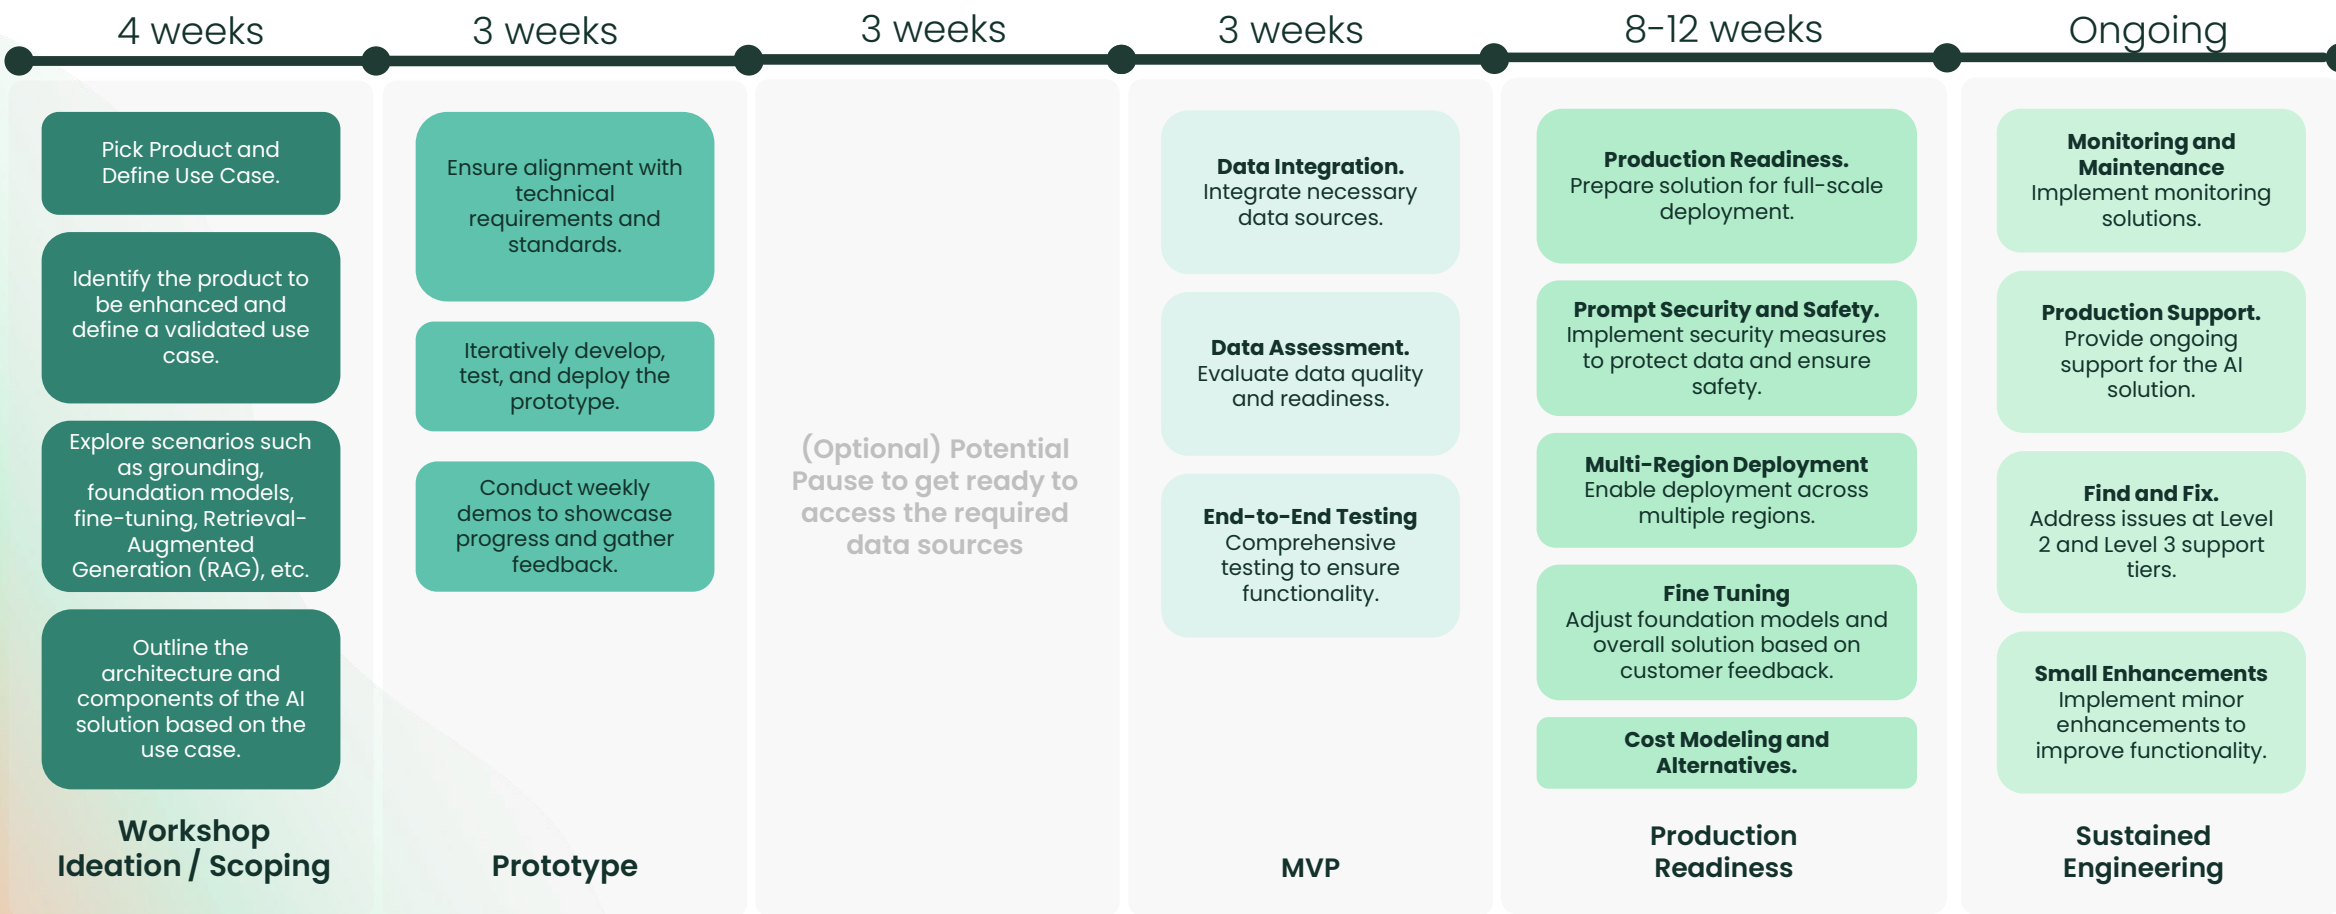 4 weeks
3 weeks
3 weeks
3 weeks
8-12 weeks
Ongoing
Pick Product and
Define Use Case.
Identify the product to
be enhanced and
define a validated use
case.
Explore scenarios such
as grounding,
foundation models,
fine-tuning, Retrieval-
Augmented
Generation (RAG), etc.
Outline the
architecture and
components of the AI
solution based on the
use case.
Workshop
Ideation / Scoping
Ensure alignment with
technical
requirements and
standards.
Iteratively develop,
test, and deploy the
prototype.
Conduct weekly
demos to showcase
progress and gather
feedback.
Prototype
(Optional) Potential
Pause to get ready to
access the required
data sources
Data Integration.
Integrate necessary
data sources.
Data Assessment.
Evaluate data quality
and readiness.
End-to-End Testing
Comprehensive
testing to ensure
functionality.
MVP
Production Readiness.
Prepare solution for full-scale
deployment.
Prompt Security and Safety.
Implement security measures
to protect data and ensure
safety.
Multi-Region Deployment
Enable deployment across
multiple regions.
Fine Tuning
Adjust foundation models and
overall solution based on
customer feedback.
Cost Modeling and
Alternatives.
Production
Readiness
Monitoring and
Maintenance
Implement monitoring
solutions.
Production Support.
Provide ongoing
support for the AI
solution.
Find and Fix.
Address issues at Level
2 and Level 3 support
tiers.
Small Enhancements
Implement minor
enhancements to
improve functionality.
Sustained
Engineering